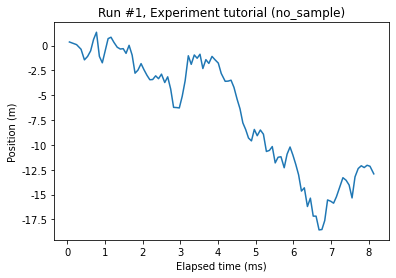 Run #1, Experiment tutorial (no_sample)
Position (m)
0
-2.5
-5
-7.5
-10
-12.5
-15
-17.5
0 1 2 3 4 5 6 7 8
Elapsed time (ms)